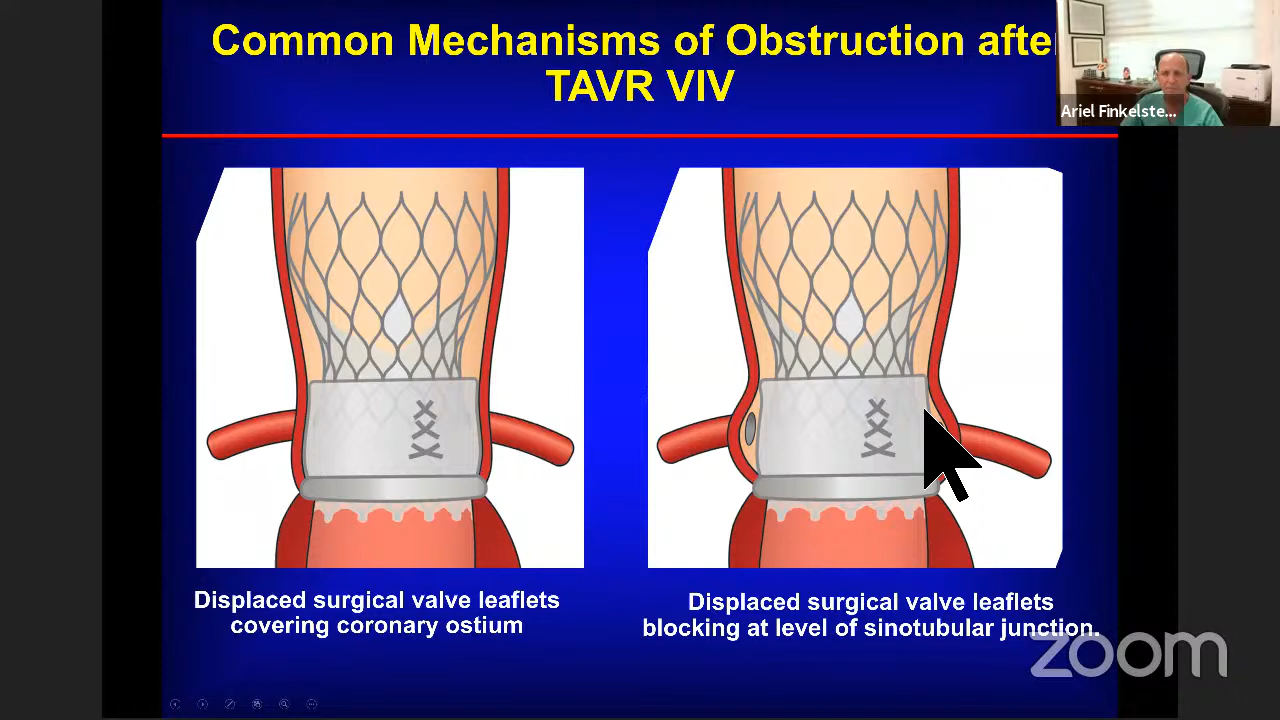 Common Mechanisms of Obstruction afte
TAVR VIV
Ariel Finkelste...
Displaced surgical valve leaflets
covering coronary ostium
Displaced surgical valve leaflets
blocking at level of sinotubular junction.
zoom